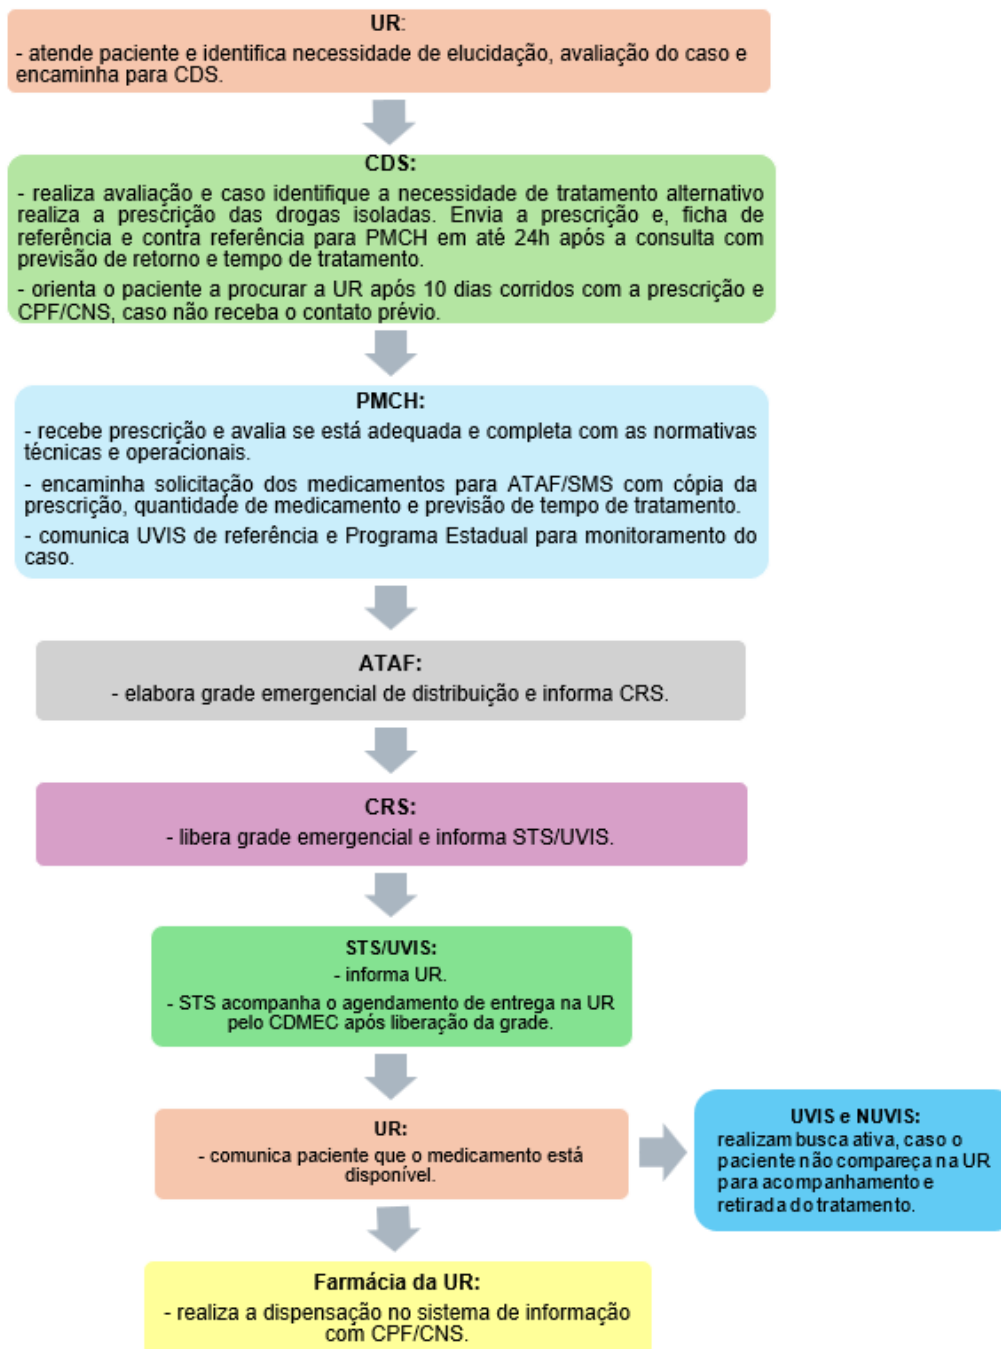 UR:
- atende paciente e identifica necessidade de elucidação, avaliação do caso e
encaminha para CDS.
CDS:
- realiza avaliação e caso identifique a necessidade de tratamento alternativo
realiza a prescrição das drogas isoladas. Envia a prescrição e, ficha de
referência e contra referência para PMCH em até 24h após a consulta com
previsão de retorno e tempo de tratamento.
- orienta o paciente a procurar a UR após 10 dias corridos com a prescrição e
CPF/CNS, caso não receba o contato prévio.
PMCH:
- recebe prescrição e avalia se está adequada e completa com as normativas
técnicas e operacionais.
- encaminha solicitação dos medicamentos para ATAF/SMS com cópia da
prescrição, quantidade de medicamento e previsão de tempo de tratamento.
- comunica UVIS de referência e Programa Estadual para monitoramento do
caso.
ATAF:
- elabora grade emergencial de distribuição e informa CRS.
CRS:
- libera grade emergencial e informa STS/UVIS.
STS/UVIS:
- informa UR.
- STS acompanha o agendamento de entrega na UR
pelo CDMEC após liberação da grade.
UR:
- comunica paciente que o medicamento está
disponível.
UVIS e NUVIS:
realizam busca ativa, caso o
paciente não compareça na UR
para acompanhamento e
retirada do tratamento.
Farmácia da UR:
- realiza a dispensação no sistema de informação
com CPF/CNS.